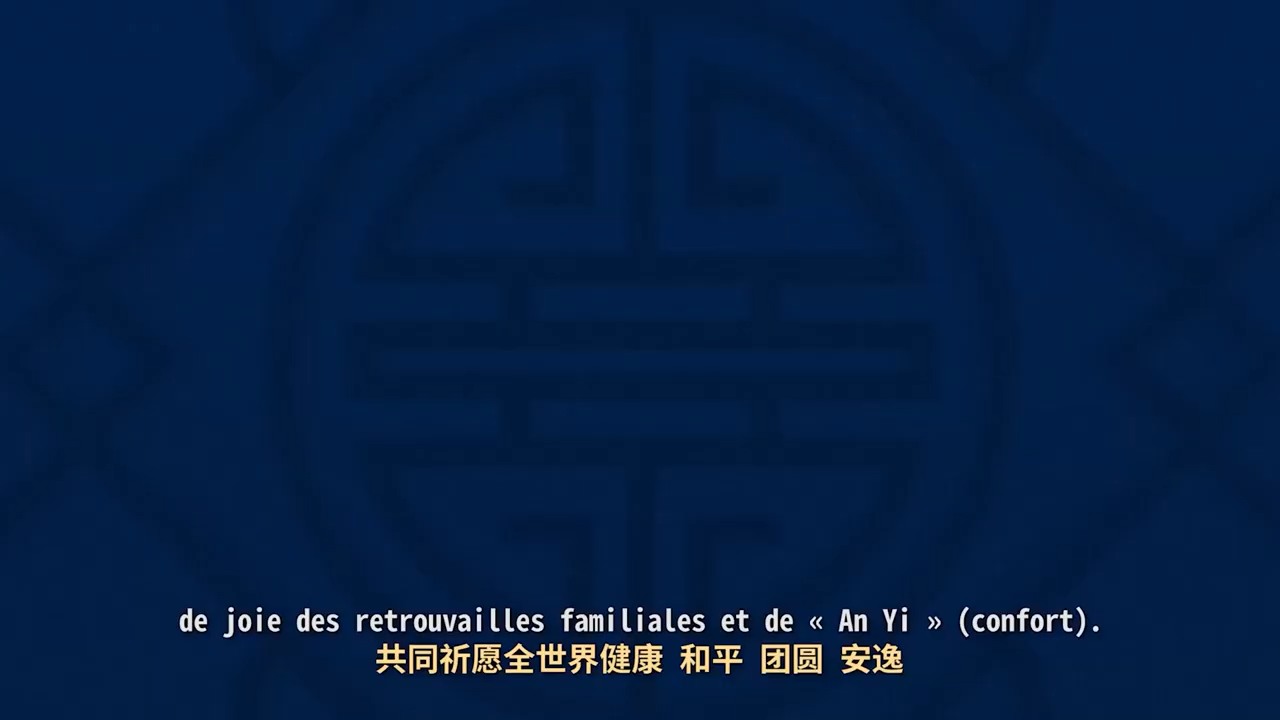 de joie des retrouvailles familiales et de « An Yi » (confort).
共同祈愿全世界健康 和平 团圆 安逸